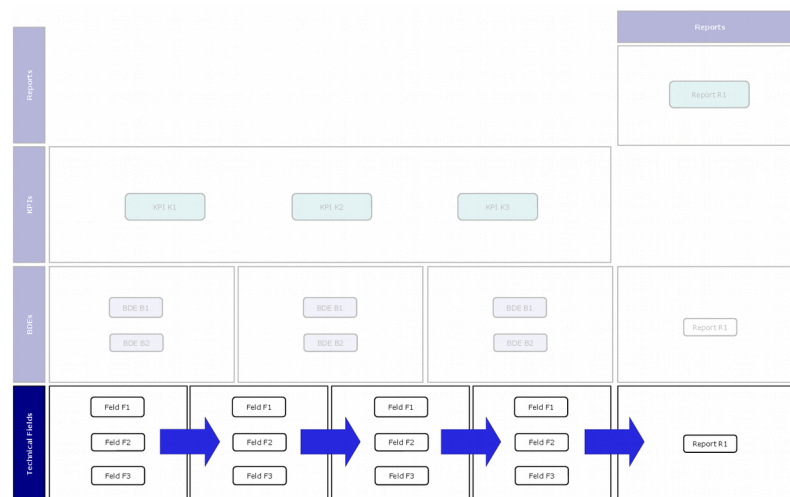 Reports
Reports
Report R1
KPIs
KPI K1
KPI K2
KPI K3
BDEs
BDE B1
BDE B1
BDE B1
BDE B2
BDE B2
BDE B2
Report R1
Technical Fields
Feld F1
Feld F1
Feld F1
Feld F1
Feld F2
Feld F2
Feld F2
Feld F2
Report R1
Feld F3
Feld F3
Feld F3
Feld F3